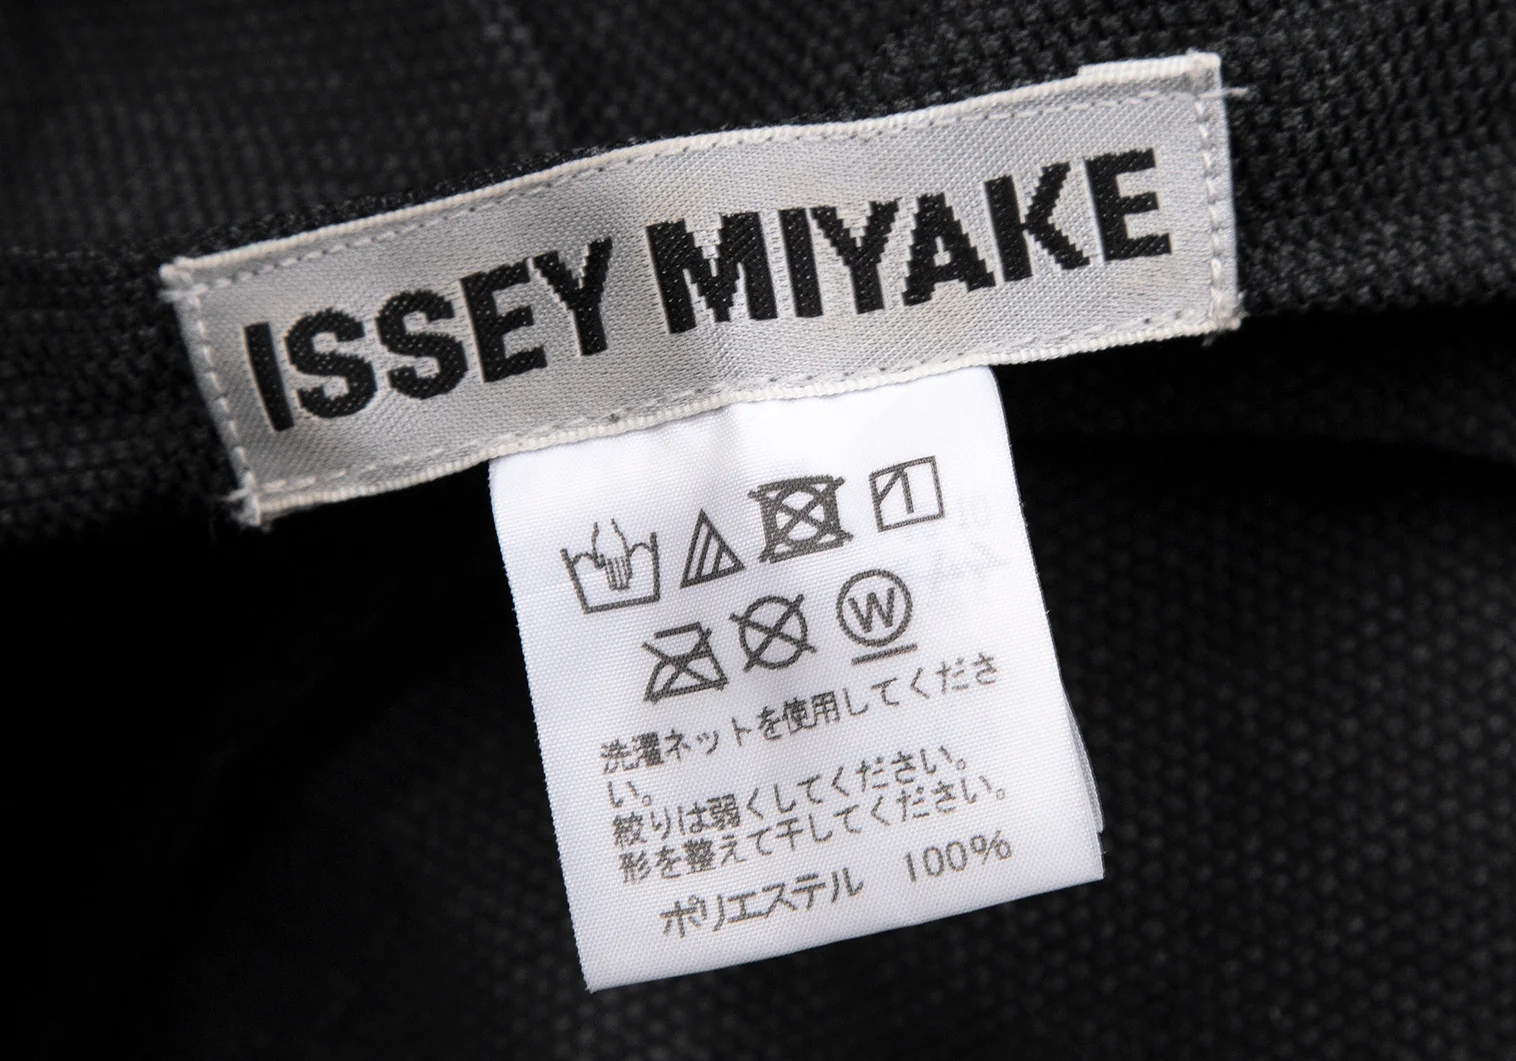 ISSEY MIYAKE
W
洗濯ネットを使用してくださ
い。
絞りは弱くしてください。
形を整えて干してください。
ポリエステル 100%